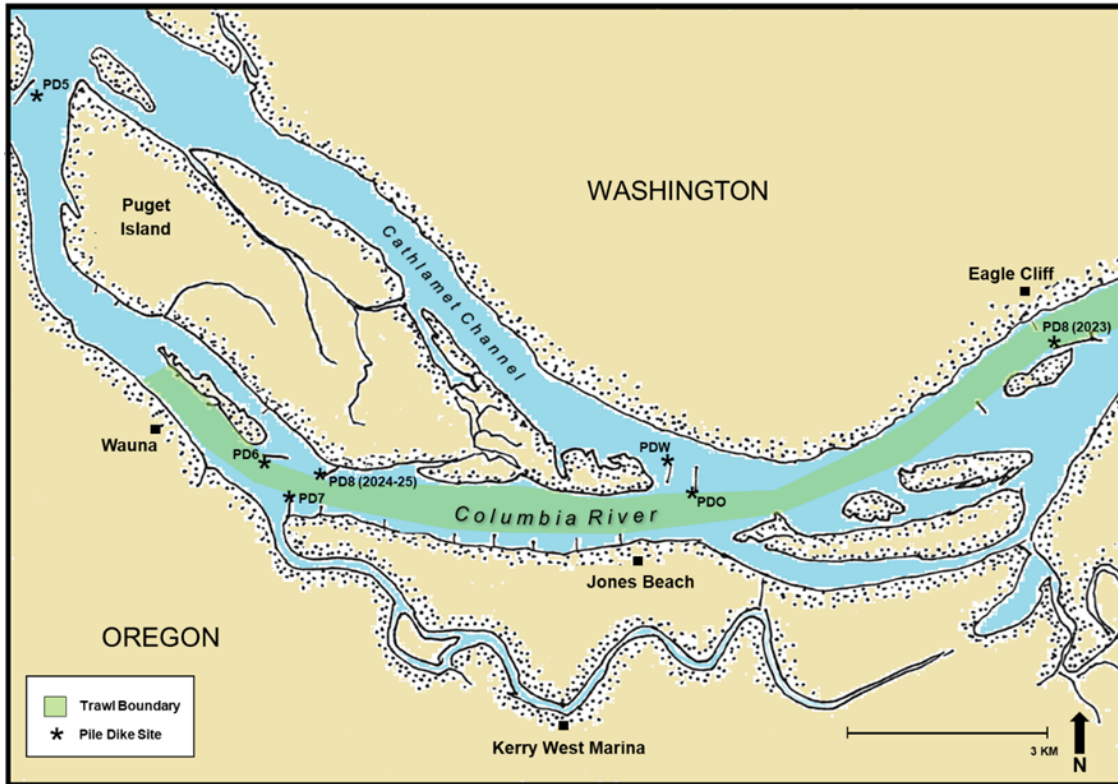 PD5
WASHINGTON
Puget
Island
Cathlamet Channel
Eagle Cliff
PD8 (2023)
Wauna
PD6
PD8 (2024-25)
PD7
PDW
PDO
Columbia River
Jones Beach
OREGON
Trawl Boundary
Pile Dike Site
Kerry West Marina
3 KM
N